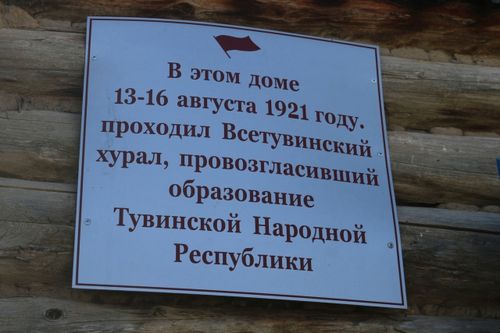 В этом доме
13-16 августа 1921 году.
проходил Всетувинский
хурал, провозгласивший
образование
Тувинской Народной
Республики